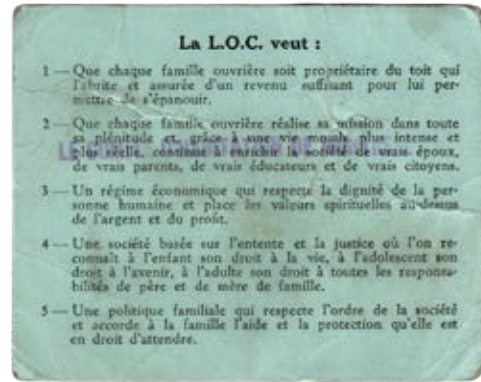 La L.O.C. veut :
1 — Que chaque famille ouvrière soit propriétaire du toit qui
l'abrite et assurée d'un revenu suffisant pour lui per-
mettre de s'épanouir.
2 — Que chaque famille ouvrière réalise sa mission dans toute
sa plénitude et grâce à une vie morale plus intense et
plus réelle, continue à enrichir la société de vrais époux,
de vrais parents, de vrais éducateurs et de vrais citoyens.
3 — Un régime économique qui respecte la dignité de la per-
sonne humaine et place les valeurs spirituelles au-dessus
de l'argent et du profit.
4 — Une société basée sur l'entente et la justice où l'on re-
connaît à l'enfant son droit à la vie, à l'adolescent son
droit à l'avenir, à l'adulte son droit à toutes les responsa-
bilités de père et de mère de famille.
5 — Une politique familiale qui respecte l'ordre de la société
et accorde à la famille l'aide et la protection qu'elle est
en droit d'attendre.